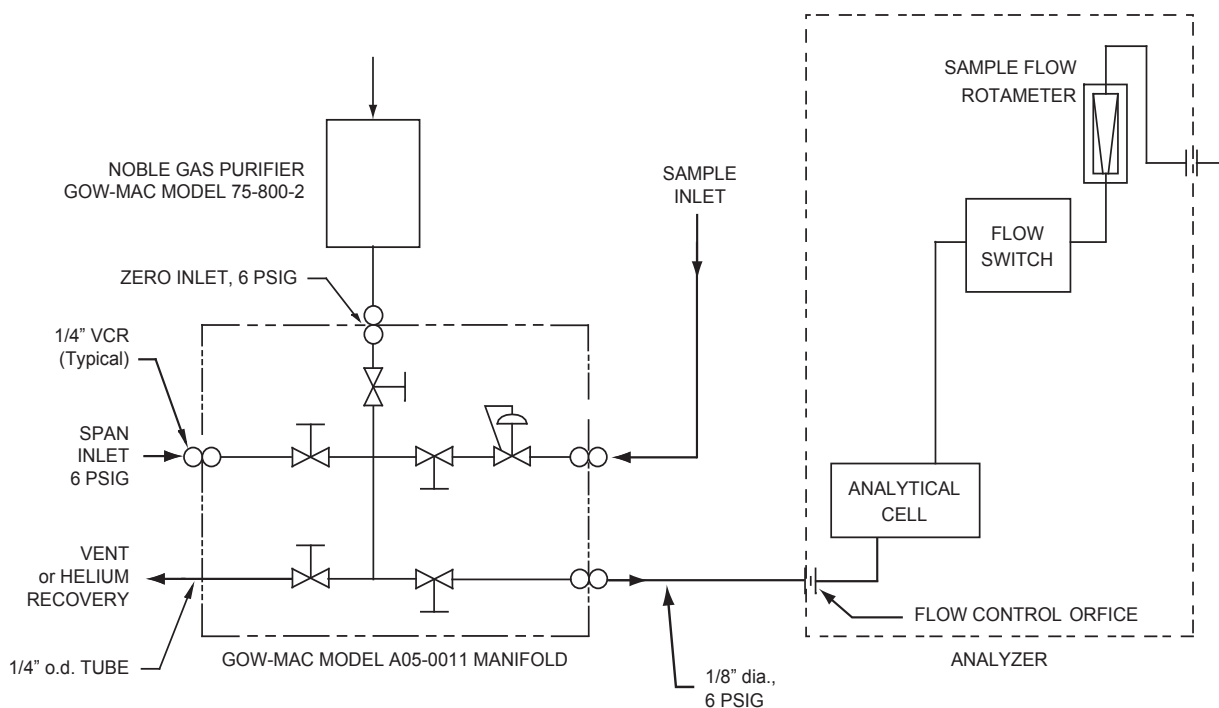 SAMPLE FLOW
ROTAMETER
NOBLE GAS PURIFIER
GOW-MAC MODEL 75-800-2
SAMPLE
INLET
FLOW
SWITCH
ZERO INLET, 6 PSIG
1/4” VCR
(Typical)
SPAN
INLET
6 PSIG
ANALYTICAL
CELL
VENT
or HELIUM
RECOVERY
FLOW CONTROL ORFICE
1/4” o.d. TUBE
GOW-MAC MODEL A05-0011 MANIFOLD
ANALYZER
1/8” dia.,
6 PSIG